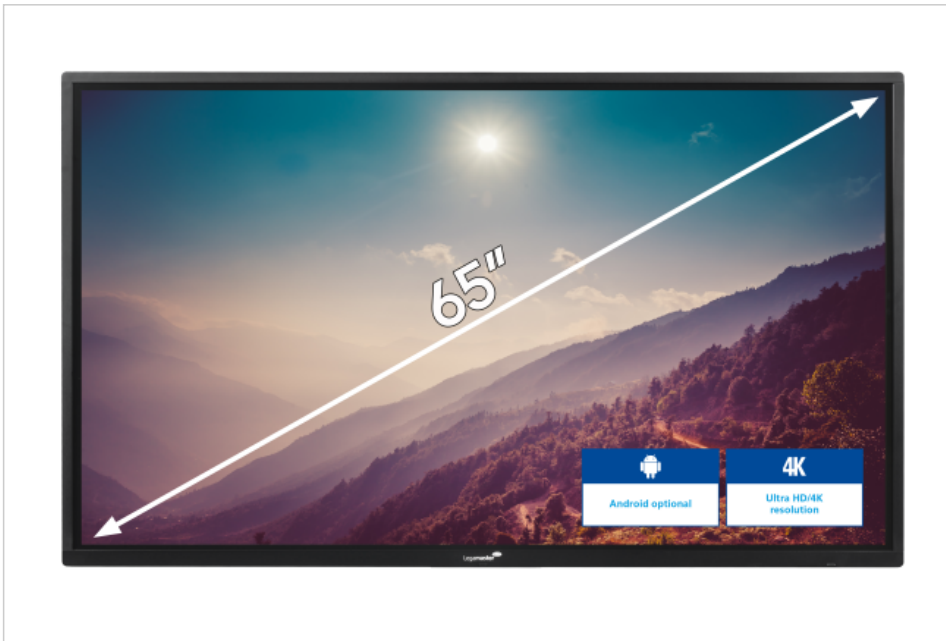 65"
Android optional
4K
Ultra HD/4K
resolution
Legamaster